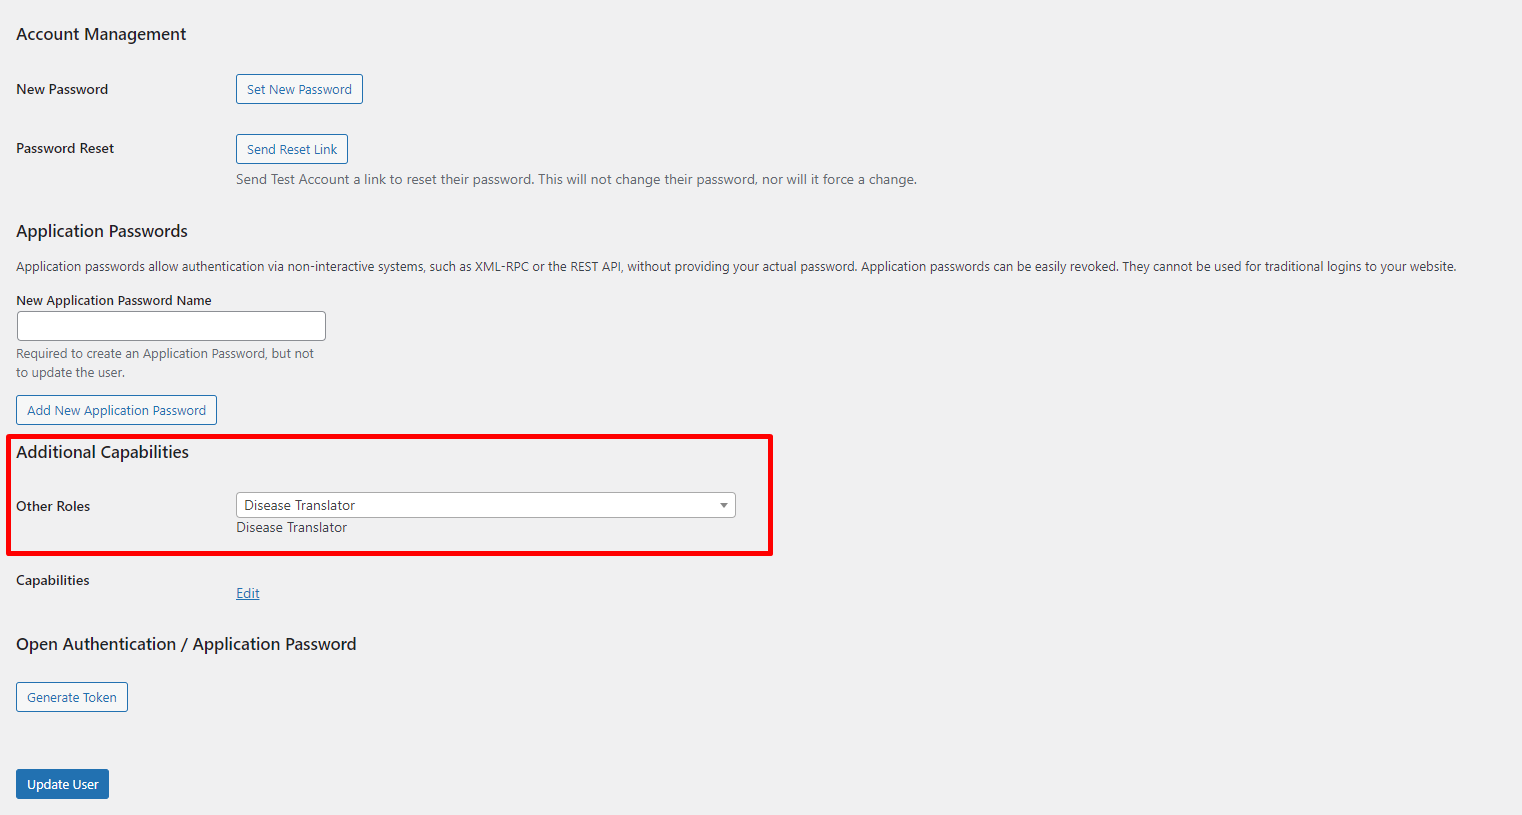 Account Management
New Password
Set New Password
Password Reset
Send Reset Link
Send Test Account a link to reset their password. This will not change their password, nor will it force a change.
Application Passwords
Application passwords allow authentication via non-interactive systems, such as XML-RPC or the REST API, without providing your actual password. Application passwords can be easily revoked. They cannot be used for traditional logins to your website.
New Application Password Name
Required to create an Application Password, but not
to update the user.
Add New Application Password
Additional Capabilities
Other Roles
Disease Translator
Disease Translator
Capabilities
Edit
Open Authentication / Application Password
Generate Token
Update User